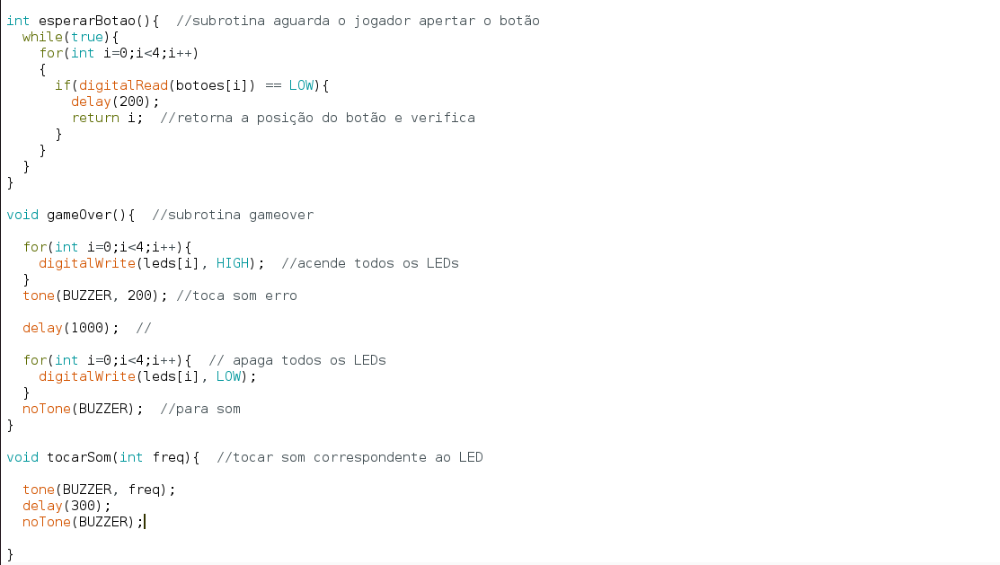 int esperarBotao(){  //subrotina aguarda o jogador apertar o botão
  while(true){
    for(int i=0;i<4;i++)
    {
      if(digitalRead(botoes[i]) == LOW){
        delay(200);
        return i;  //retorna a posição do botão e verifica
      }
    }
  }
}

void gameOver(){  //subrotina gameover

  for(int i=0;i<4;i++){
    digitalWrite(leds[i], HIGH);  //acende todos os LEDs
  }
  tone(BUZZER, 200); //toca som erro

  delay(1000);  //

  for(int i=0;i<4;i++){  // apaga todos os LEDs
    digitalWrite(leds[i], LOW);
  }
  noTone(BUZZER);  //para som
}

void tocarSom(int freq){  //tocar som correspondente ao LED

  tone(BUZZER, freq);
  delay(300);
  noTone(BUZZER);

}